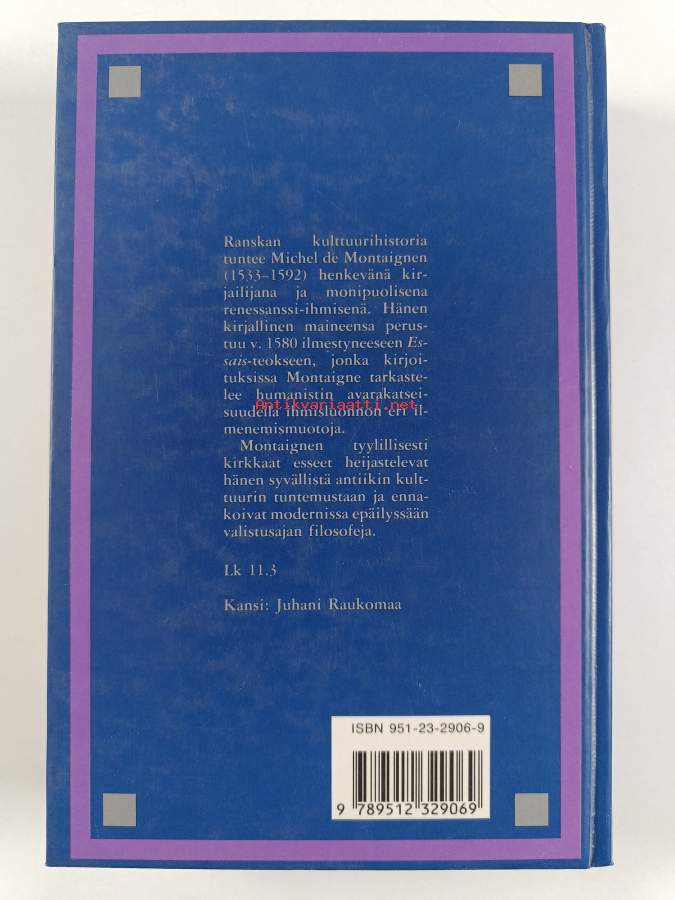 Ranskan kulttuurihistoria
tuntee Michel de Montaignen
(1533–1592) henkevänä kir-
jailijana ja monipuolisena
renessanssi-ihmisenä. Hänen
kirjallinen maineensa perus-
tuu v. 1580 ilmestyneeseen Es-
sais-teokseen, jonka kirjoi-
tuksissa Montaigne tarkaste-
lee humanistin avarakatsei-
suudella ihmisluonnon eri il-
Antikvariaatti.net
menemismuotoja.
Montaignen tyylillisesti
kirkkaat esseet heijastelevat
hänen syvällistä antiikin kult-
tuurin tuntemustaan ja enna-
koivat modernissa epäilyssään
valistusajan filosofeja.
Lk 11.3
Kansi: Juhani Raukomaa
ISBN 951-23-2906-9
9 789512 329069